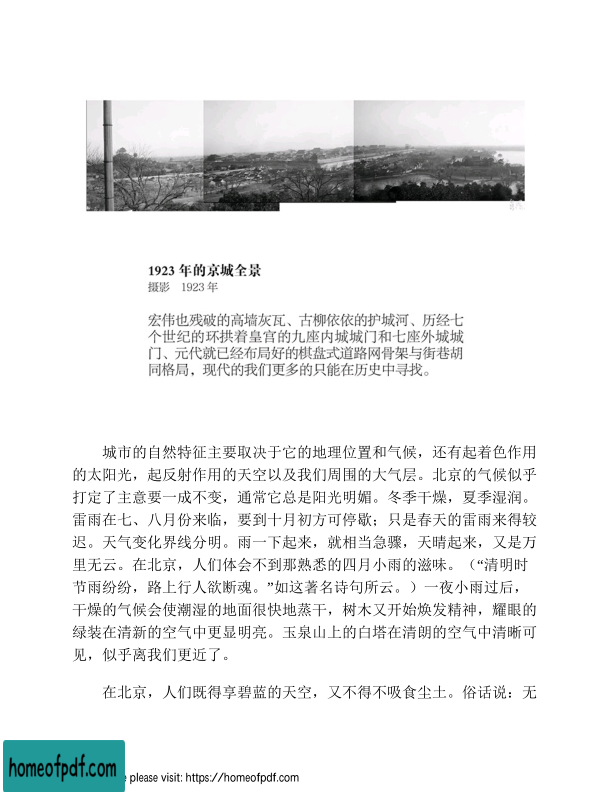 1923 年的京城全景
摄影　1923 年
宏伟也残破的高墙灰瓦、古柳依依的护城河、历经七
个世纪的环拱着皇宫的九座内城城门和七座外城城
门、元代就已经布局好的棋盘式道路网骨架与街巷胡
同格局，现代的我们更多的只能在历史中寻找。
城市的自然特征主要取决于它的地理位置和气候，还有起着色作用
的太阳光，起反射作用的天空以及我们周围的大气层。北京的气候似乎
打定了主意要一成不变，通常它总是阳光明媚。冬季干燥，夏季湿润。
雷雨在七、八月份来临，要到十月初方可停歇；只是春天的雷雨来得较
迟。天气变化界线分明。雨一下起来，就相当急骤，天晴起来，又是万
里无云。在北京，人们体会不到那熟悉的四月小雨的滋味。（“清明时
节雨纷纷，路上行人欲断魂。”如这著名诗句所云。）一夜小雨过后，
干燥的气候会使潮湿的地面很快地蒸干，树木又开始焕发精神，耀眼的
绿装在清新的空气中更显明亮。玉泉山上的白塔在清朗的空气中清晰可
见，似乎离我们更近了。
在北京，人们既得享碧蓝的天空，又不得不吸食尘土。俗话说：无
homeofpdf.com
e please visit: https://homeofpdf.com